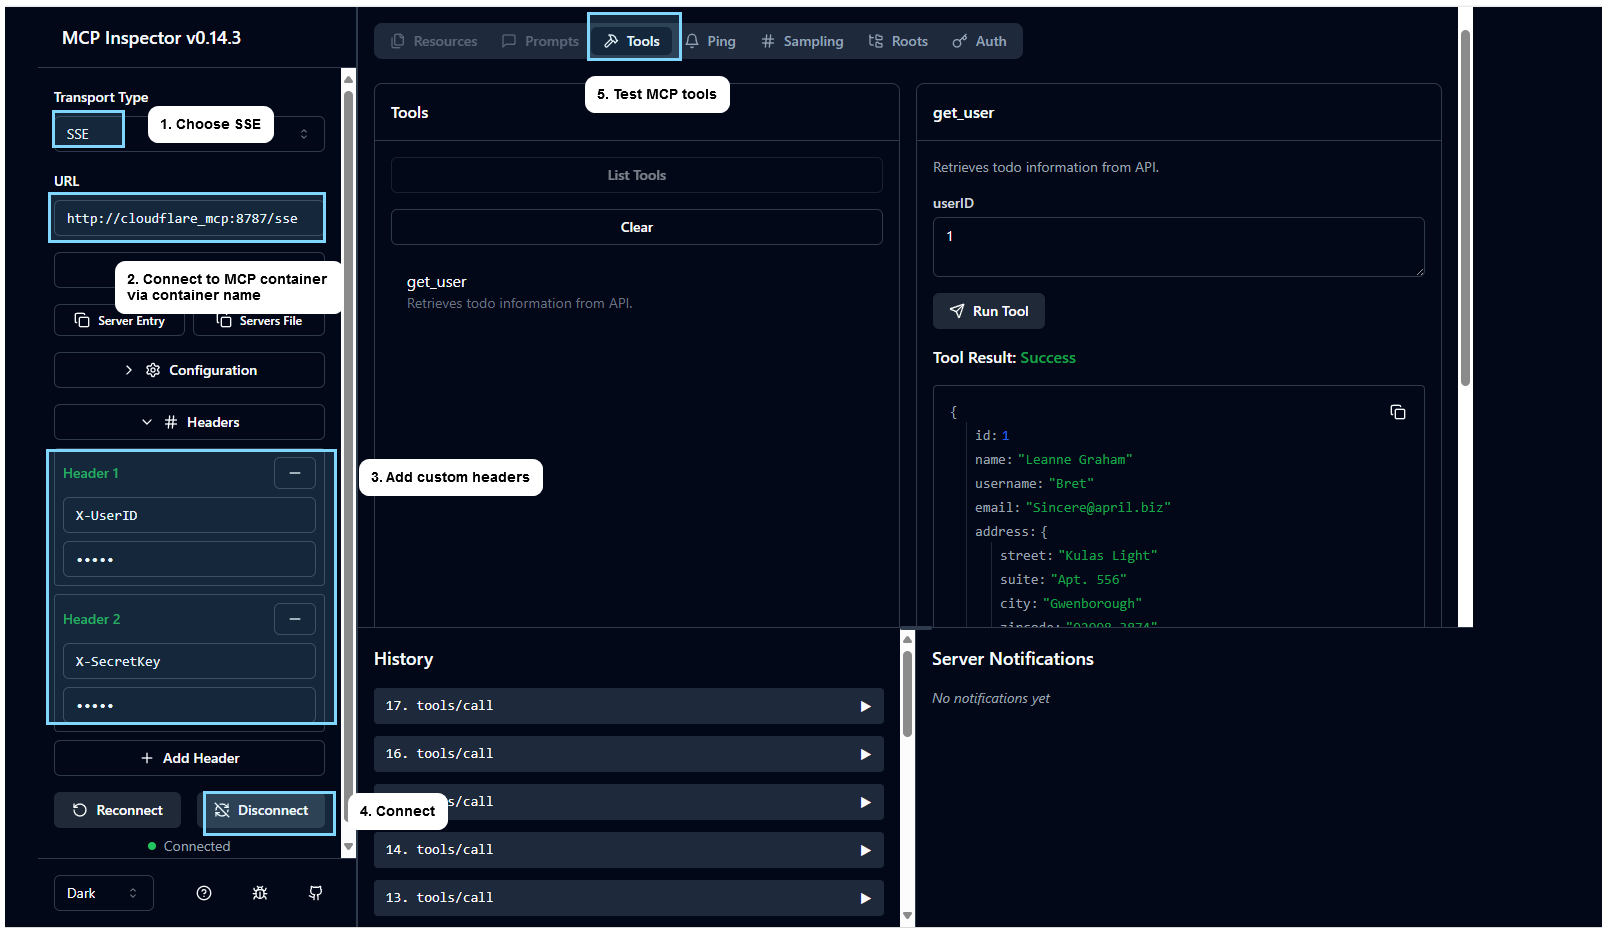 MCP Inspector v0.14.3
Transport Type
SSE
1. Choose SSE
URL
http://cloudflare_mcp:8787/sse
2. Connect to MCP container
via container name
Server Entry
Servers File
Configuration
Headers
Header 1
X-UserID
•••••
Header 2
X-SecretKey
•••••
3. Add custom headers
Add Header
Reconnect
Disconnect
4. Connect
Connected
Dark
Resources
Prompts
Tools
Ping
Sampling
Roots
Auth
5. Test MCP tools
Tools
List Tools
Clear
get_user
Retrieves todo information from API.
get_user
Retrieves todo information from API.
userID
1
Run Tool
Tool Result: Success
{
id: 1
name: "Leanne Graham"
username: "Bret"
email: "Sincere@april.biz"
address: {
street: "Kulas Light"
suite: "Apt. 556"
city: "Gwenborough"
zipcode: "92998-3874"
History
17. tools/call
16. tools/call
s/call
14. tools/call
13. tools/call
Server Notifications
No notifications yet